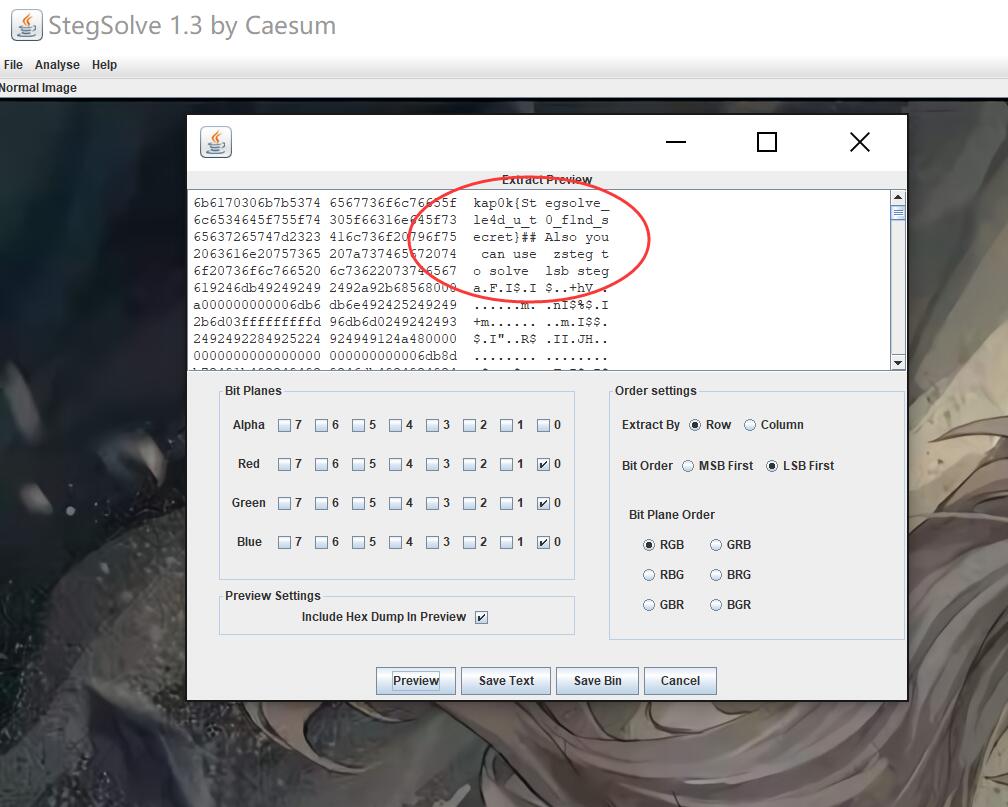 StegSolve 1.3 by Caesum
File Analyse Help
Normal Image
Extract Preview
6b6170306b7b5374 6567736f6c76655f kap0k{St egsolve_
6c6534645f755f74 305f66316e645f73 le4d_u_t 0_f1nd_s
65637265747d2323 416c736f20796f75 ecret}## Also you
2063616e20757365 207a737465672074 can use zsteg t
6f20736f6c766520 6c73622073746567 o solve lsb steg
619246db49249249 2492a92b68568000 a.F.I$.I $..+hV..
a000000000006db6 db6e492425249249 ......m. .nI$%$.I
2b6d03fffffffffd 96db6d0249242493 +m...... ..m.I$$.
2492492284925224 924949124a480000 $.I"..R$ .II.JH..
0000000000000000 000000000006db8d ........ ........
Bit Planes
Alpha 7 6 5 4 3 2 1 0
Red 7 6 5 4 3 2 1 0
Green 7 6 5 4 3 2 1 0
Blue 7 6 5 4 3 2 1 0
Preview Settings
Include Hex Dump In Preview
Order settings
Extract By Row Column
Bit Order MSB First LSB First
Bit Plane Order
RGB GRB
RBG BRG
GBR BGR
Preview Save Text Save Bin Cancel